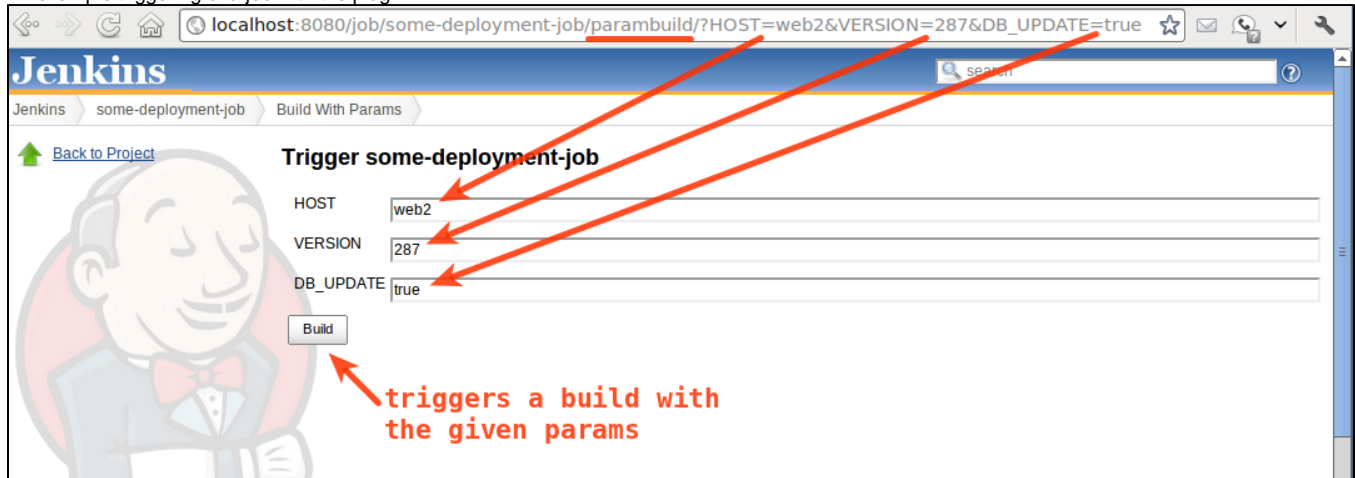 localhost:8080/job/some-deployment-job/parambuild/?HOST=web2&VERSION=287&DB_UPDATE=true
Jenkins
search
Jenkins some-deployment-job Build With Params
Back to Project
Trigger some-deployment-job
HOST web2
VERSION 287
DB_UPDATE true
Build
triggers a build with
the given params